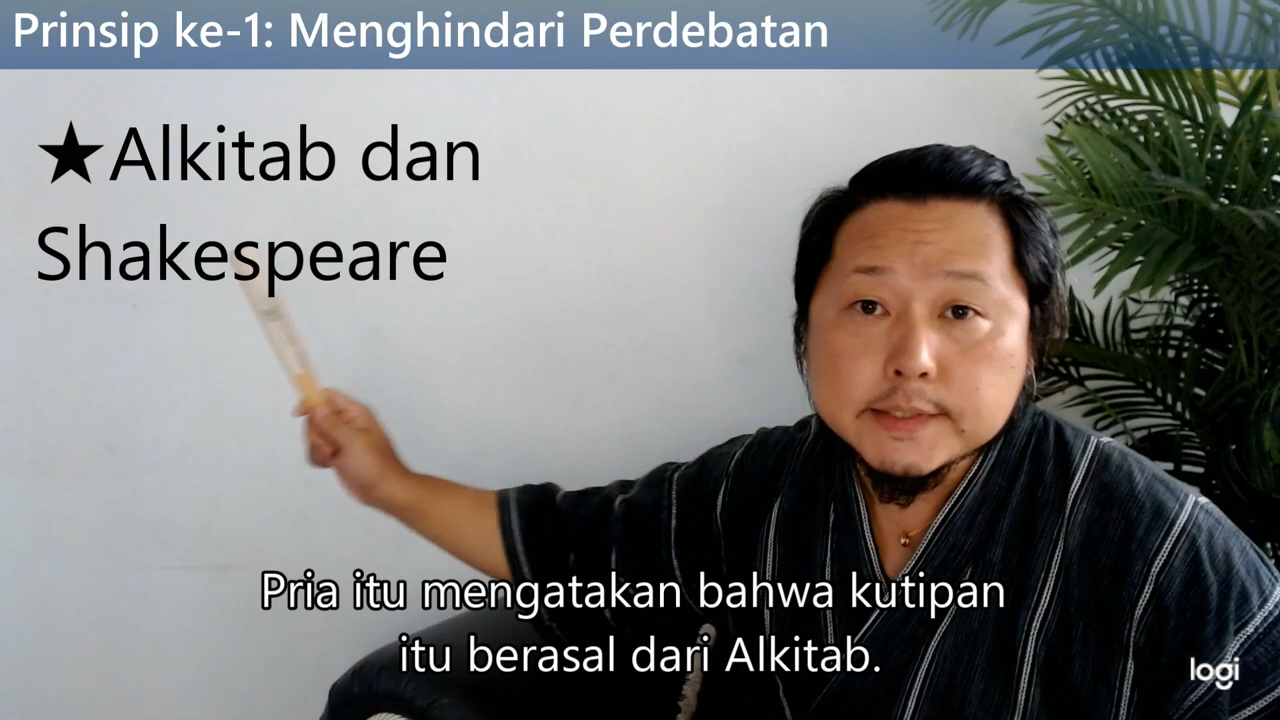 Prinsip ke-1: Menghindari Perdebatan
★Alkitab dan
Shakespeare
Pria itu mengatakan bahwa kutipan
itu berasal dari Alkitab.
logi